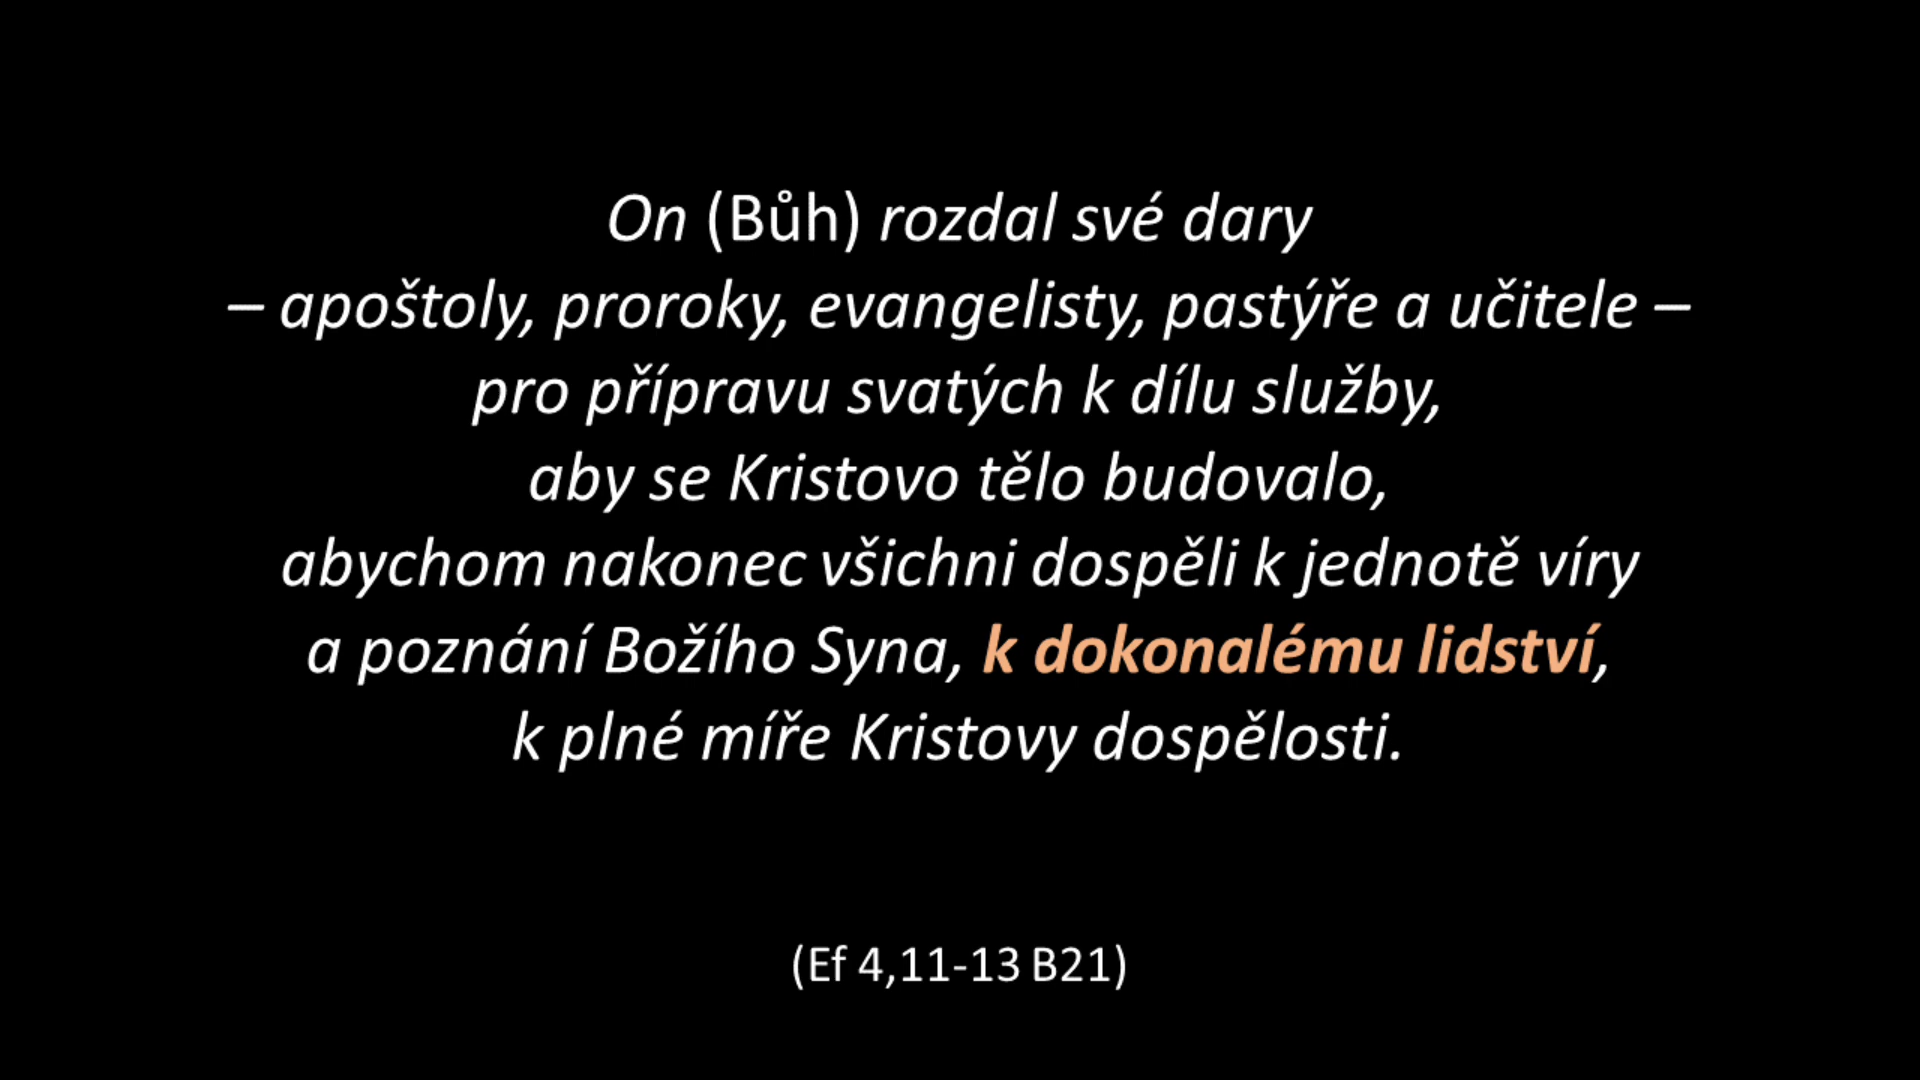 On (Bůh) rozdal své dary
– apoštoly, proroky, evangelisty, pastýře a učitele –
pro přípravu svatých k dílu služby,
aby se Kristovo tělo budovalo,
abychom nakonec všichni dospěli k jednotě víry
a poznání Božího Syna, k dokonalému lidství,
k plné míře Kristovy dospělosti.
(Ef 4,11-13 B21)